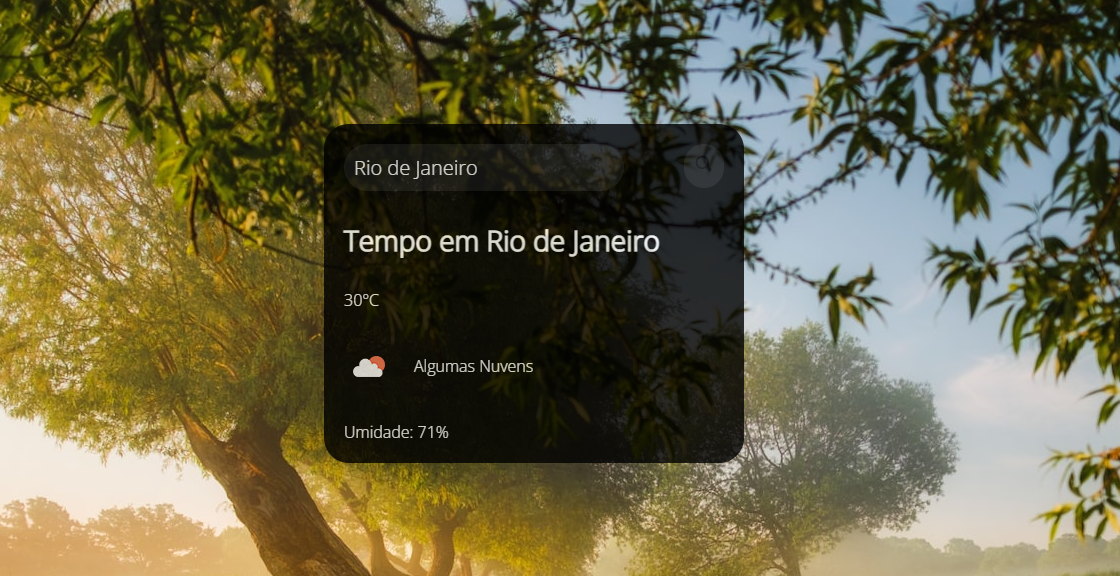 Rio de Janeiro
Tempo em Rio de Janeiro
30°C
Algumas Nuvens
Umidade: 71%